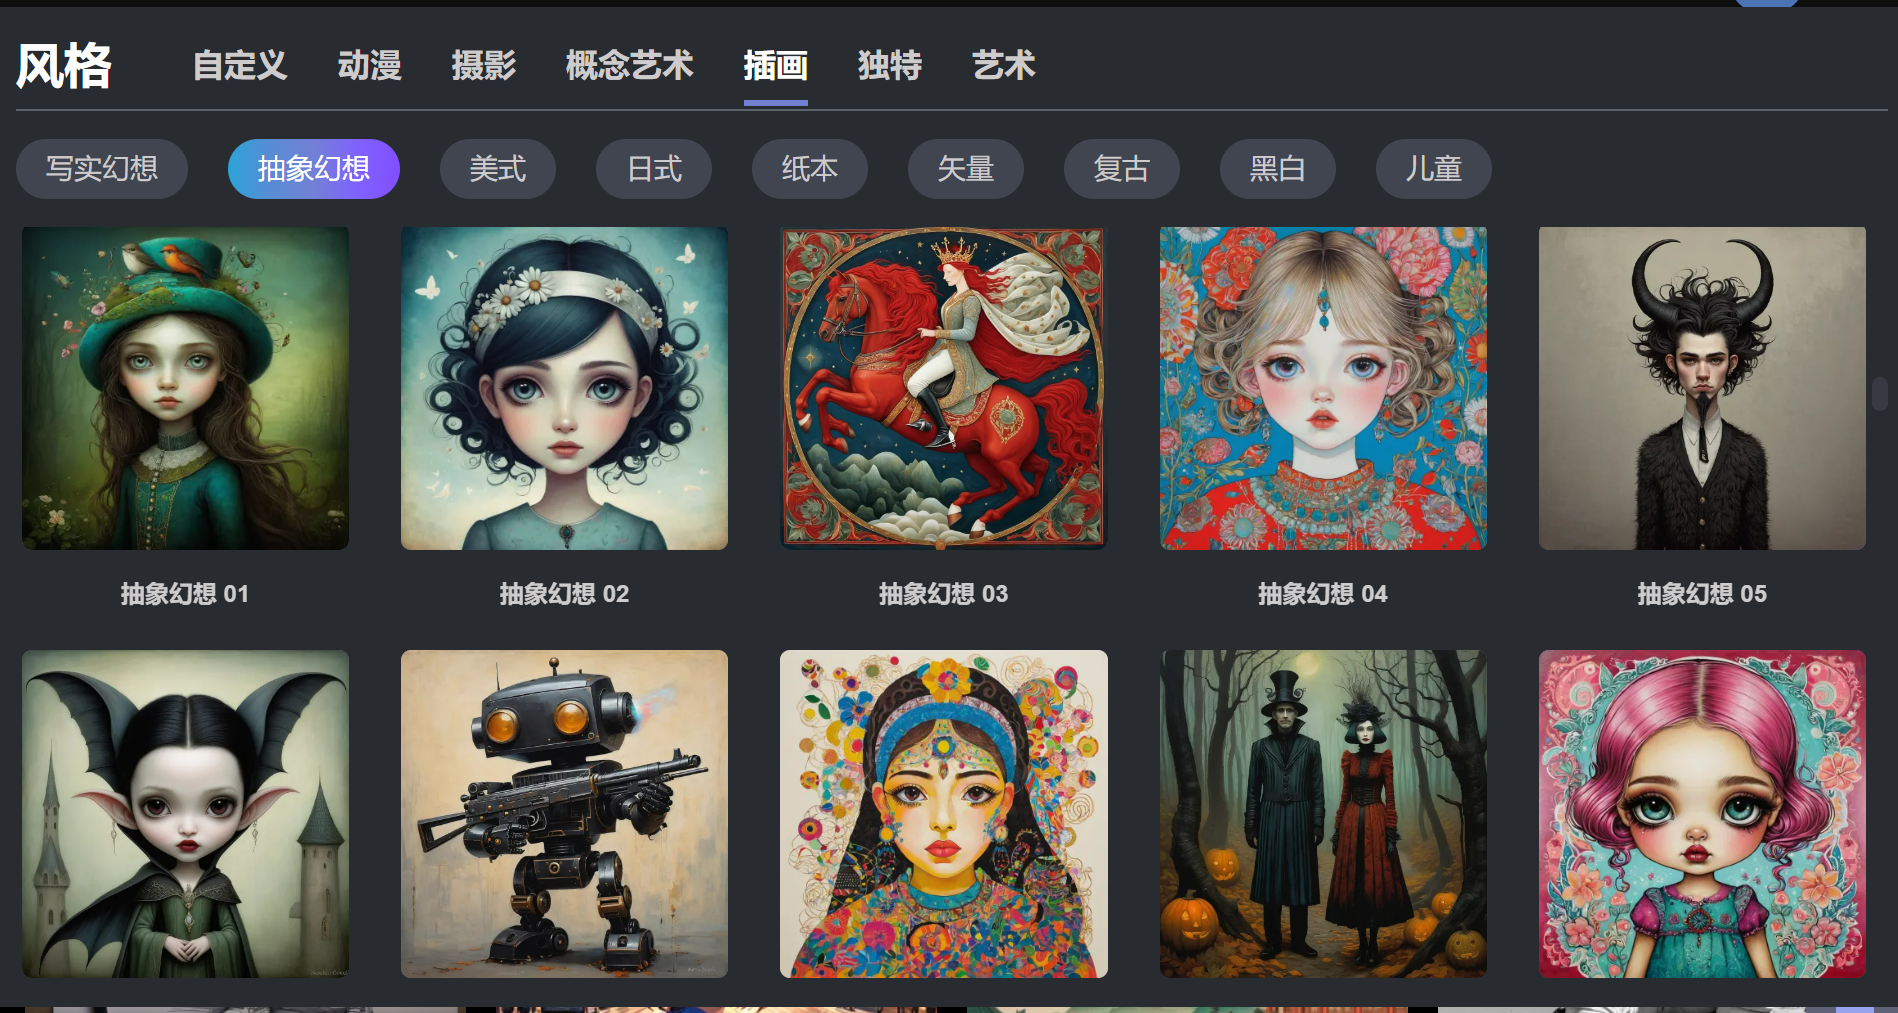 风格 自定义 动漫 摄影 概念艺术 插画 独特 艺术
写实幻想 抽象幻想 美式 日式 纸本 矢量 复古 黑白 儿童
抽象幻想 01 抽象幻想 02 抽象幻想 03 抽象幻想 04 抽象幻想 05